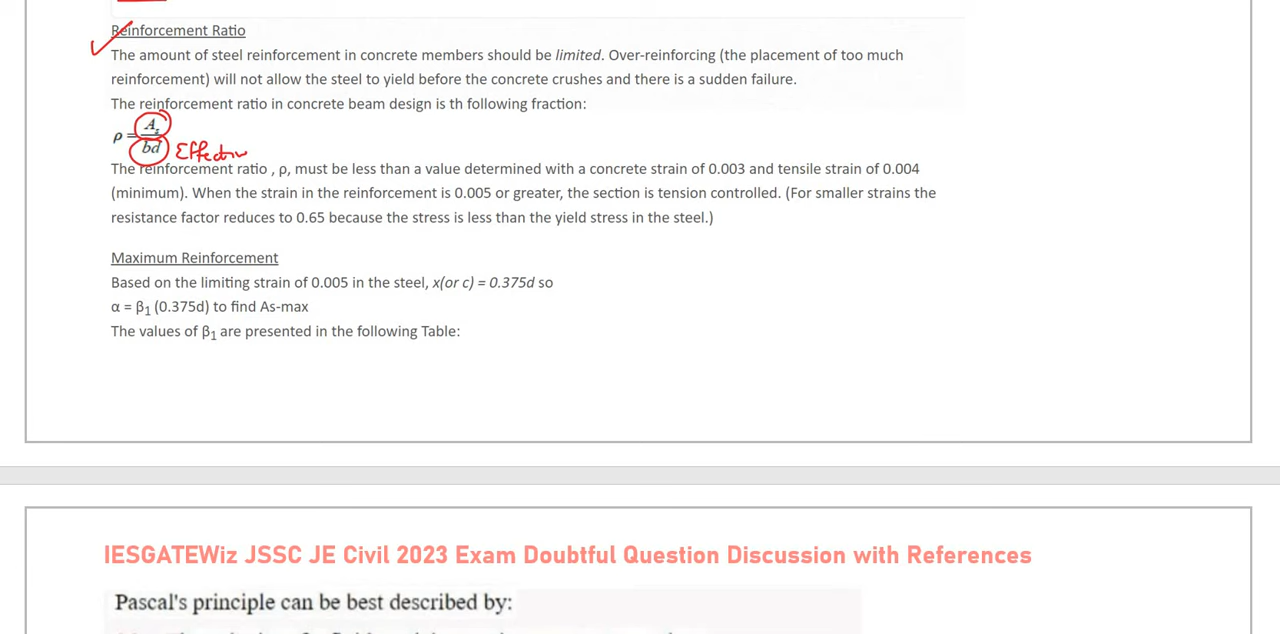 Reinforcement Ratio
The amount of steel reinforcement in concrete members should be limited. Over-reinforcing (the placement of too much
reinforcement) will not allow the steel to yield before the concrete crushes and there is a sudden failure.
The reinforcement ratio in concrete beam design is th following fraction:
ρ = A_s / bd Effectiv
The reinforcement ratio , ρ, must be less than a value determined with a concrete strain of 0.003 and tensile strain of 0.004
(minimum). When the strain in the reinforcement is 0.005 or greater, the section is tension controlled. (For smaller strains the
resistance factor reduces to 0.65 because the stress is less than the yield stress in the steel.)
Maximum Reinforcement
Based on the limiting strain of 0.005 in the steel, x(or c) = 0.375d so
α = β₁ (0.375d) to find As-max
The values of β₁ are presented in the following Table:
IESGATEWiz JSSC JE Civil 2023 Exam Doubtful Question Discussion with References
Pascal's principle can be best described by: